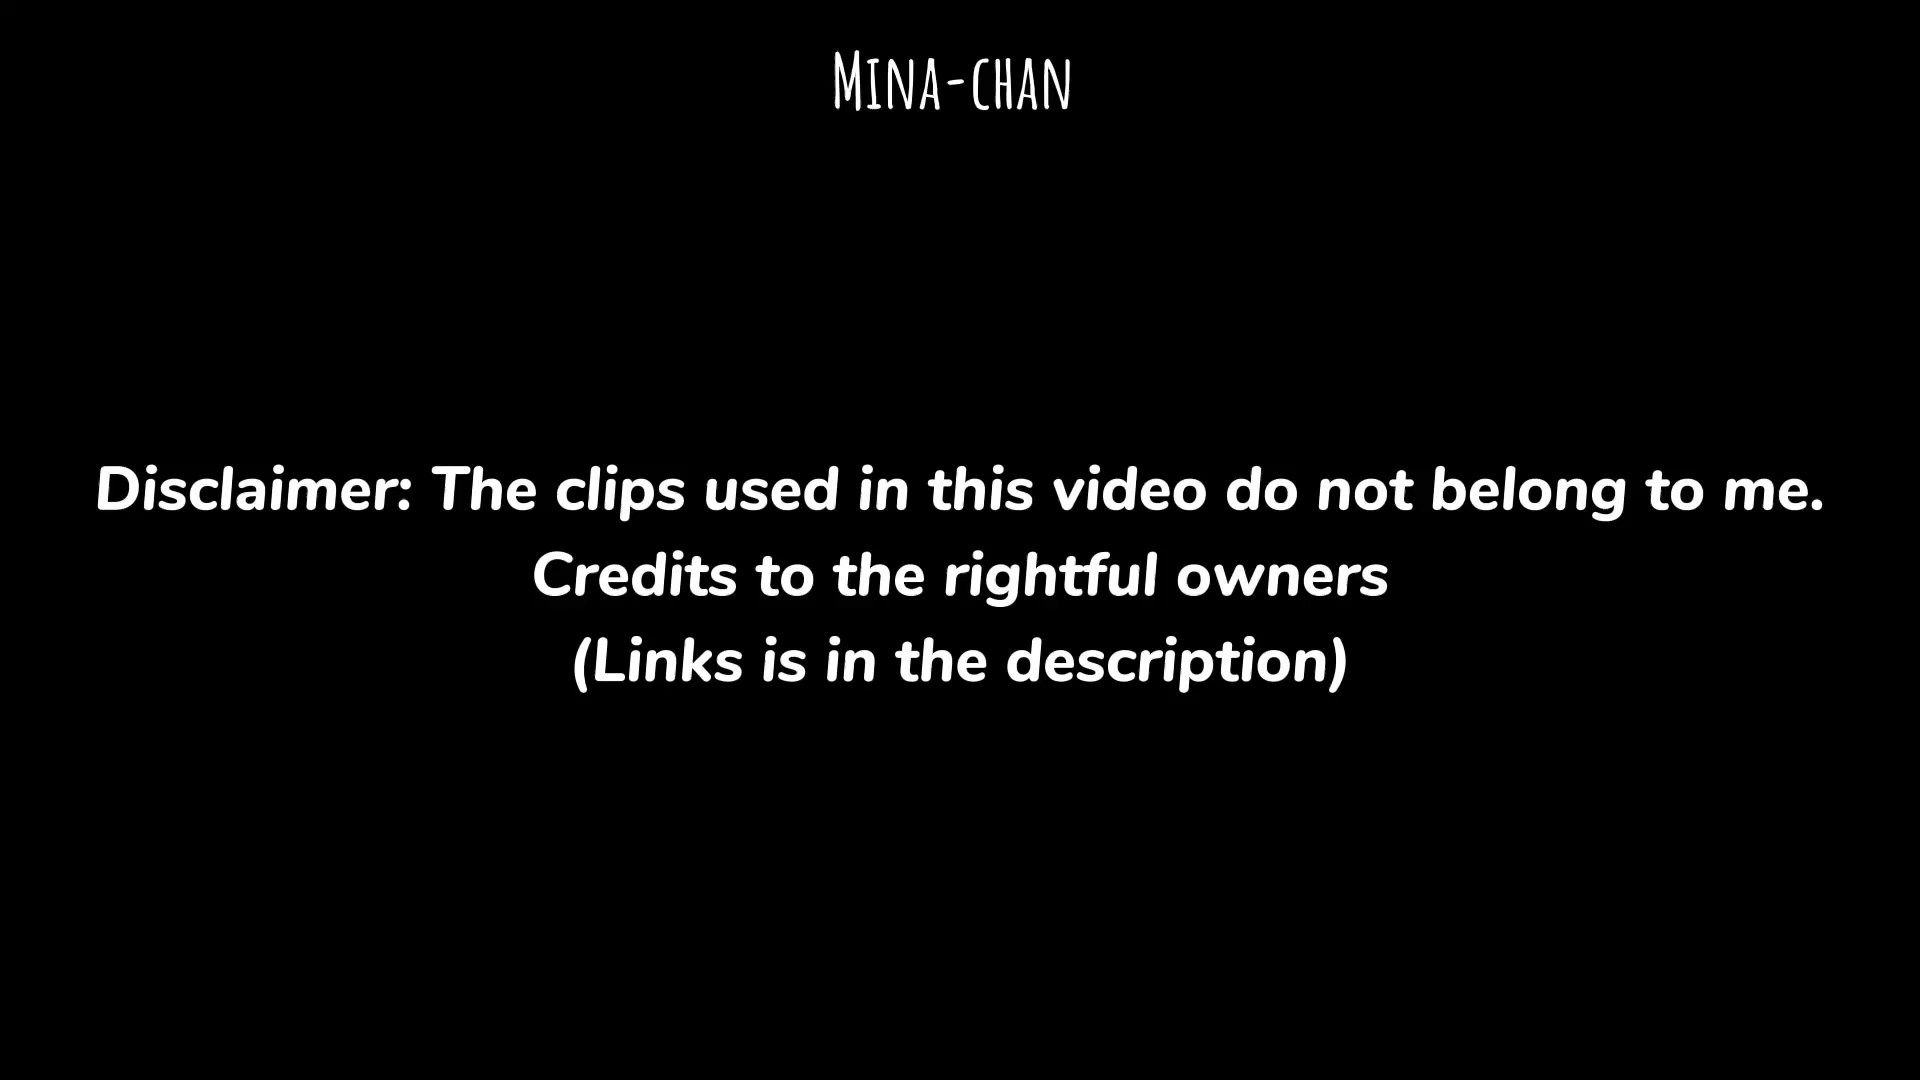 Mina-chan
Disclaimer: The clips used in this video do not belong to me.
Credits to the rightful owners
(Links is in the description)